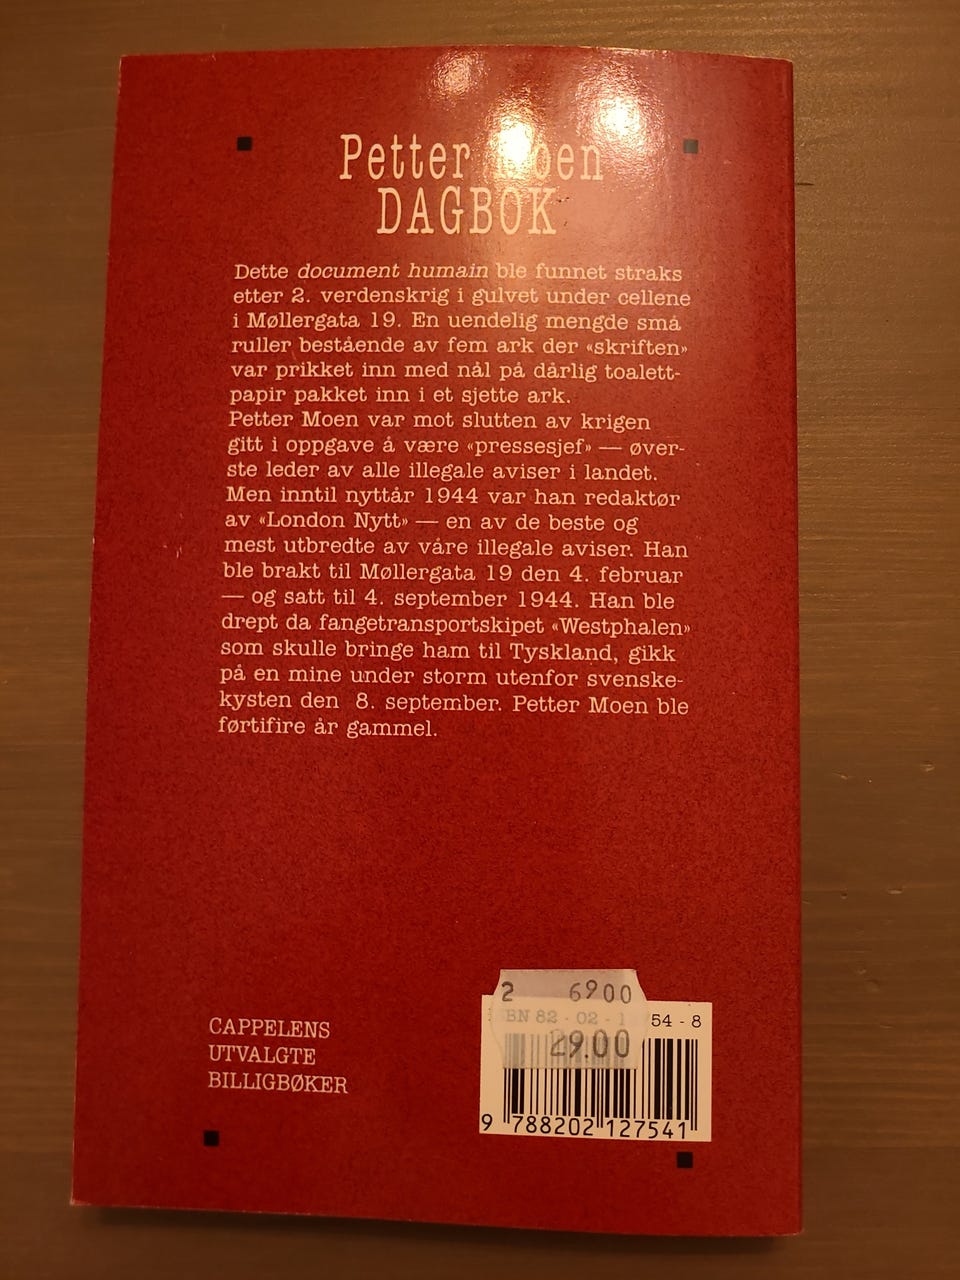 Petter Moen
DAGBOK
Dette document humain ble funnet straks
etter 2. verdenskrig i gulvet under cellene
i Møllergata 19. En uendelig mengde små
ruller bestående av fem ark der «skriften»
var prikket inn med nål på dårlig toalett-
papir pakket inn i et sjette ark.
Petter Moen var mot slutten av krigen
gitt i oppgave å være «pressesjef» — øver-
ste leder av alle illegale aviser i landet.
Men inntil nyttår 1944 var han redaktør
av «London Nytt» — en av de beste og
mest utbredte av våre illegale aviser. Han
ble brakt til Møllergata 19 den 4. februar
— og satt til 4. september 1944. Han ble
drept da fangetransportskipet «Westphalen»
som skulle bringe ham til Tyskland, gikk
på en mine under storm utenfor svenske-
kysten den 8. september. Petter Moen ble
førtifire år gammel.
CAPPELENS
UTVALGTE
BILLIGBØKER
2 6900
BN 82 - 02 - 1 54 - 8
29.00
9 788202 127541